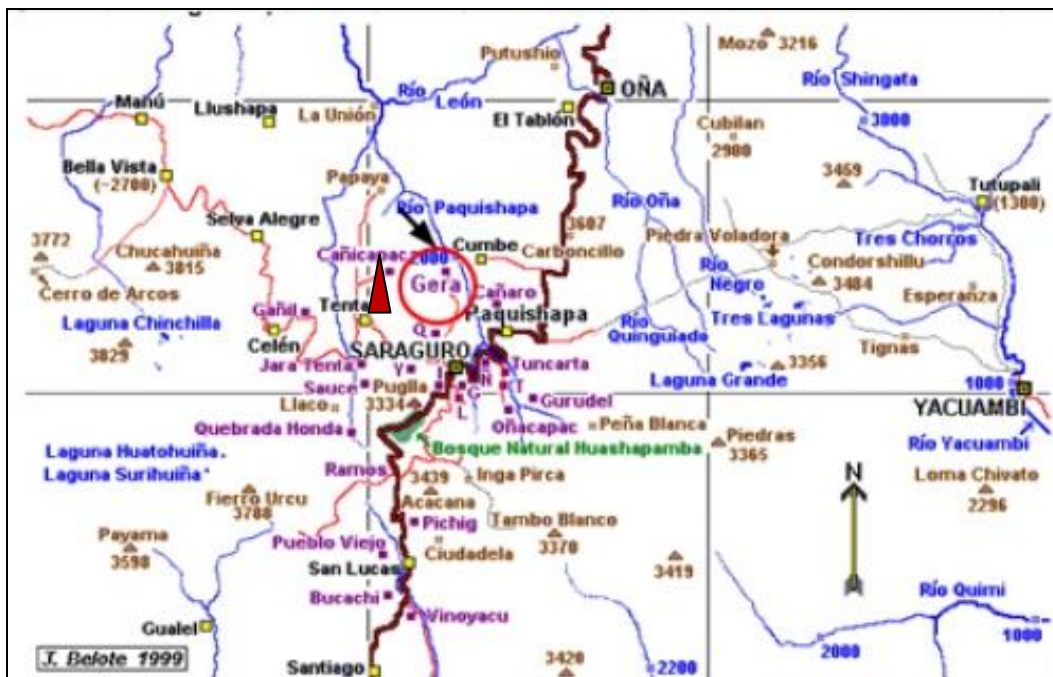 Mozo 3216
Putushio
Río Shingata
Río León
OÑA
Manú
Llushapa
La Unión
El Tablón
3000
Cubilan
2900
Bella Vista
(~2700)
Papaya
3459
Tutupali
(1300)
Río Paquishapa
Río Oña
Selva Alegre
3607
Carboncillo
Piedra Voladora
Tres Chorros
3772
Chucahuiña
3815
Cañicapac
2000
Cumbe
Condorshillu
3484
Cerro de Arcos
Gera
Río Negro
Esperanza
Gañil
Tenta
Cañaro
Laguna Chinchilla
Paquishapa
Tres Lagunas
Río Quinguiada
3829
Celén
Q
Tignas
SARAGURO
Jara Tenta
Y
I
N
Tuncarta
3356
Laguna Grande
Sauce
Puglla
3334
G
T
1000
Llaco
L
Gurudel
YACUAMBI
Oñacapac
Quebrada Honda
Peña Blanca
Piedras
3365
Río Yacuambi
Bosque Natural Huashapamba
Laguna Huatohuiña
Laguna Surihuiña
Ramos
3439
Acacana
Inga Pirca
N
Loma Chivato
2296
Fierro Urcu
3788
Pichig
Tambo Blanco
3370
Payama
3598
Ciudadela
Pueblo Viejo
San Lucas
3419
Bucachi
Río Quimi
Vinoyacu
Gualel
1000
2000
J. Belote 1999
Santiago
3420
2200